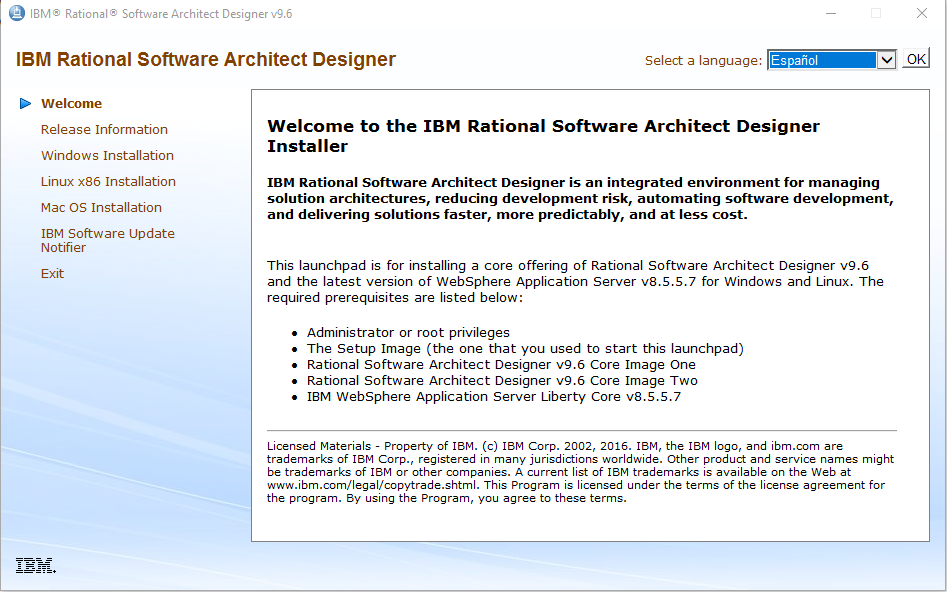 IBM® Rational® Software Architect Designer v9.6
IBM Rational Software Architect Designer
Select a language: Español OK
Welcome
Release Information
Windows Installation
Linux x86 Installation
Mac OS Installation
IBM Software Update
Notifier
Exit
Welcome to the IBM Rational Software Architect Designer
Installer
IBM Rational Software Architect Designer is an integrated environment for managing
solution architectures, reducing development risk, automating software development,
and delivering solutions faster, more predictably, and at less cost.
This launchpad is for installing a core offering of Rational Software Architect Designer v9.6
and the latest version of WebSphere Application Server v8.5.5.7 for Windows and Linux. The
required prerequisites are listed below:
• Administrator or root privileges
• The Setup Image (the one that you used to start this launchpad)
• Rational Software Architect Designer v9.6 Core Image One
• Rational Software Architect Designer v9.6 Core Image Two
• IBM WebSphere Application Server Liberty Core v8.5.5.7
Licensed Materials - Property of IBM. (c) IBM Corp. 2002, 2016. IBM, the IBM logo, and ibm.com are
trademarks of IBM Corp., registered in many jurisdictions worldwide. Other product and service names might
be trademarks of IBM or other companies. A current list of IBM trademarks is available on the Web at
www.ibm.com/legal/copytrade.shtml. This Program is licensed under the terms of the license agreement for
the program. By using the Program, you agree to these terms.
IBM.